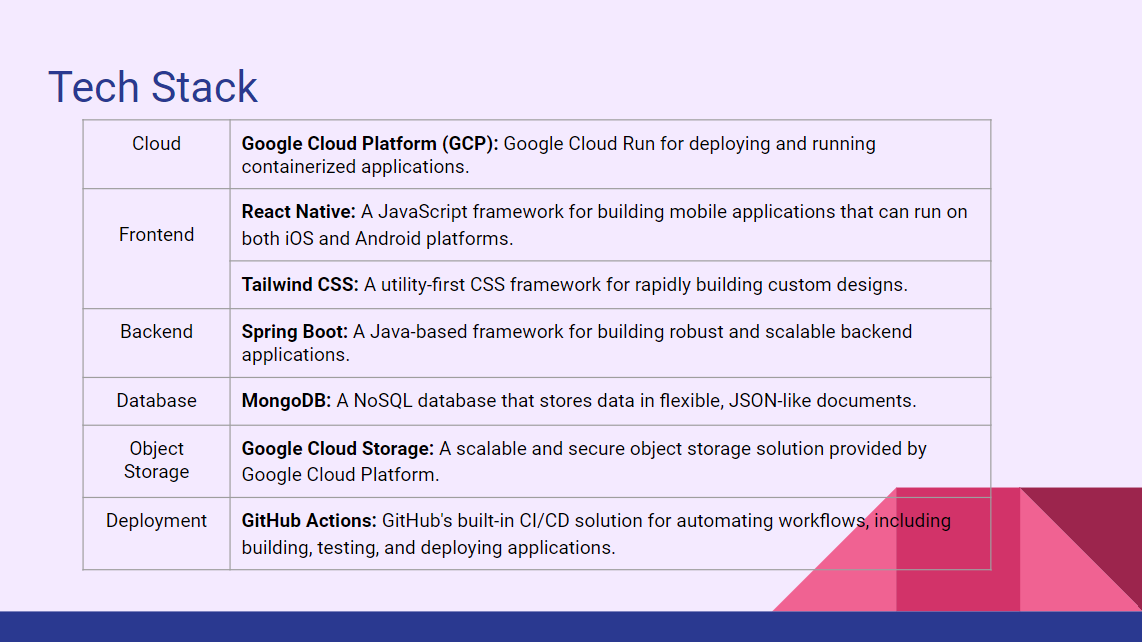 Tech Stack
Cloud
Google Cloud Platform (GCP): Google Cloud Run for deploying and running
containerized applications.
Frontend
React Native: A JavaScript framework for building mobile applications that can run on
both iOS and Android platforms.
Tailwind CSS: A utility-first CSS framework for rapidly building custom designs.
Backend
Spring Boot: A Java-based framework for building robust and scalable backend
applications.
Database
MongoDB: A NoSQL database that stores data in flexible, JSON-like documents.
Object
Storage
Google Cloud Storage: A scalable and secure object storage solution provided by
Google Cloud Platform.
Deployment
GitHub Actions: GitHub's built-in CI/CD solution for automating workflows, including
building, testing, and deploying applications.